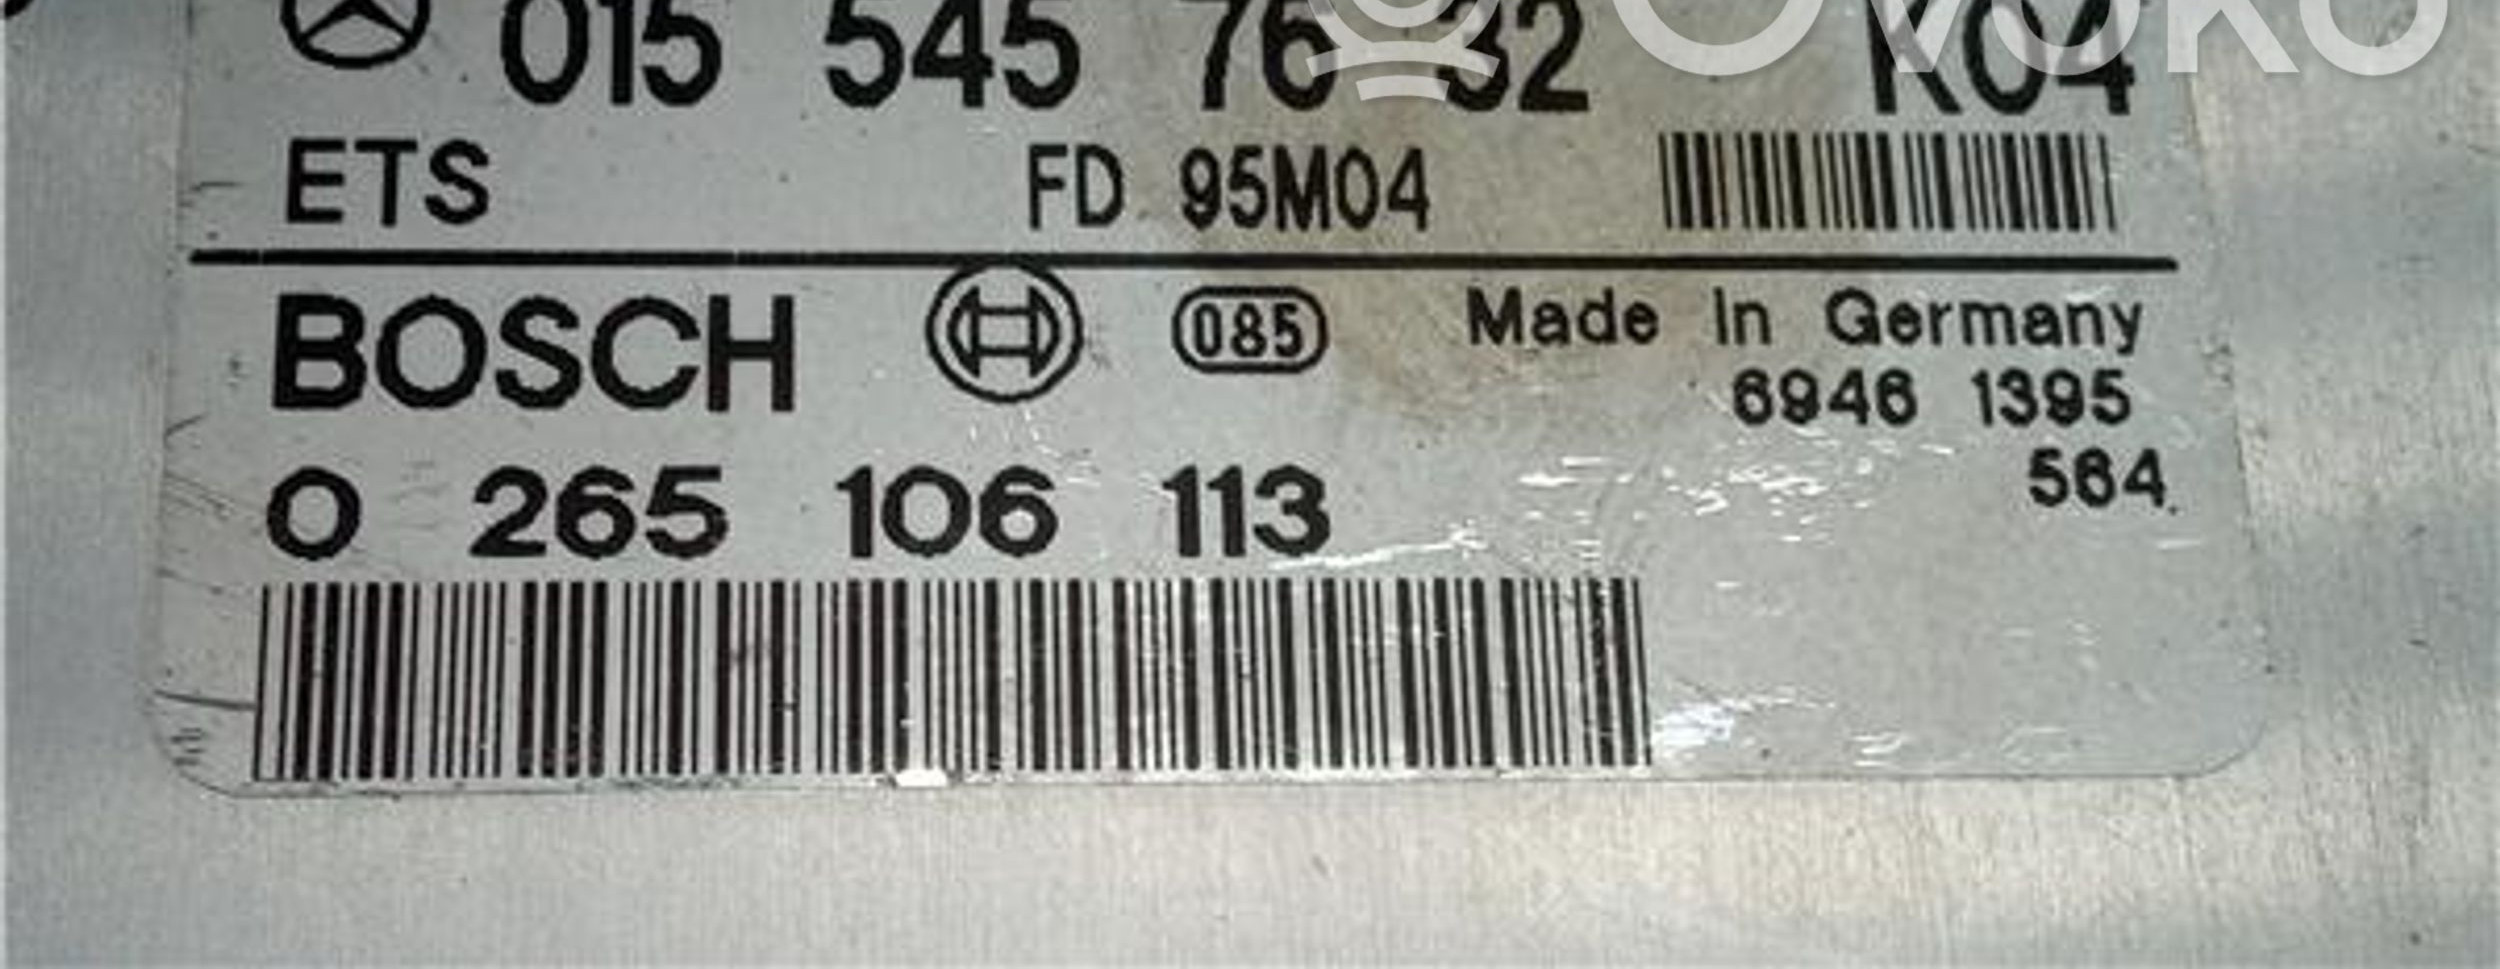 015 545 76 32 K04
OVOKO
ETS FD 95M04
BOSCH 085 Made In Germany
6946 1395
564
0 265 106 113